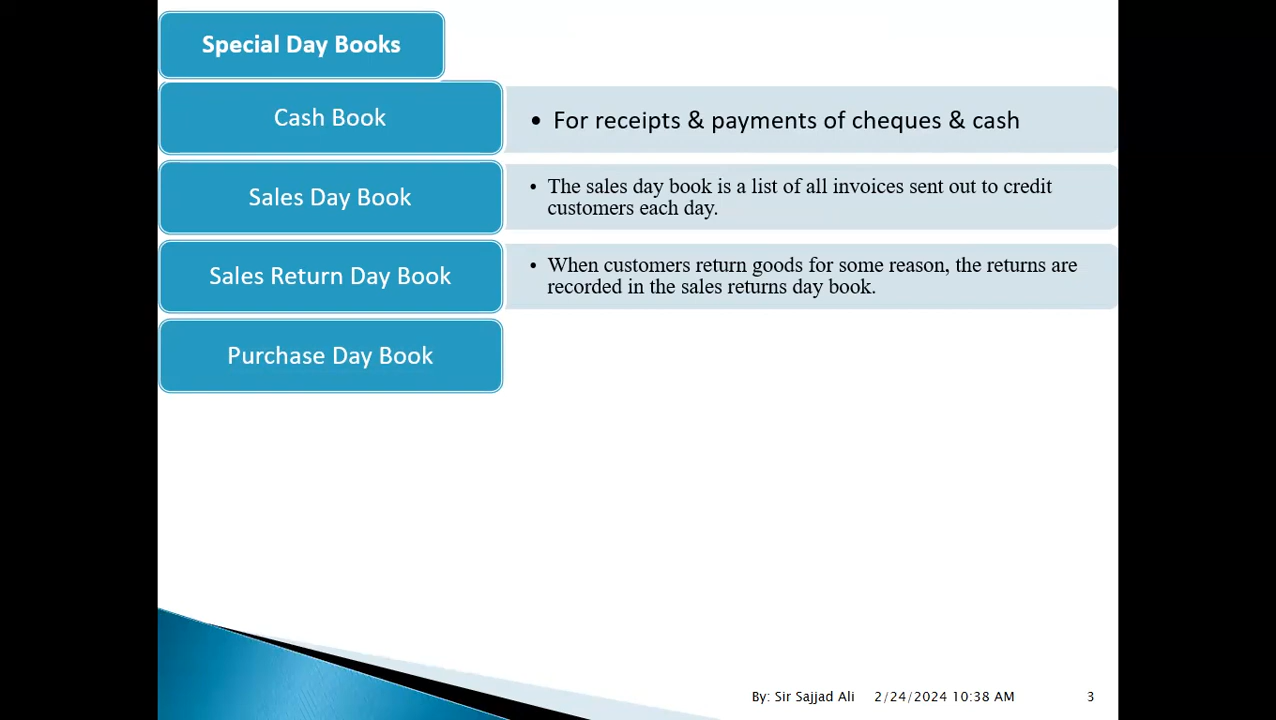 Special Day Books
Cash Book
• For receipts & payments of cheques & cash
Sales Day Book
• The sales day book is a list of all invoices sent out to credit
customers each day.
Sales Return Day Book
• When customers return goods for some reason, the returns are
recorded in the sales returns day book.
Purchase Day Book
By: Sir Sajjad Ali 2/24/2024 10:38 AM 3